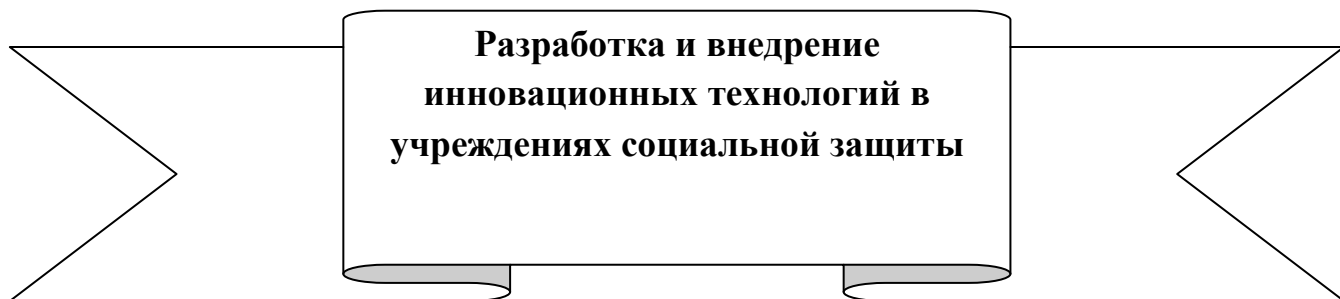 Разработка и внедрение
инновационных технологий в
учреждениях социальной защиты